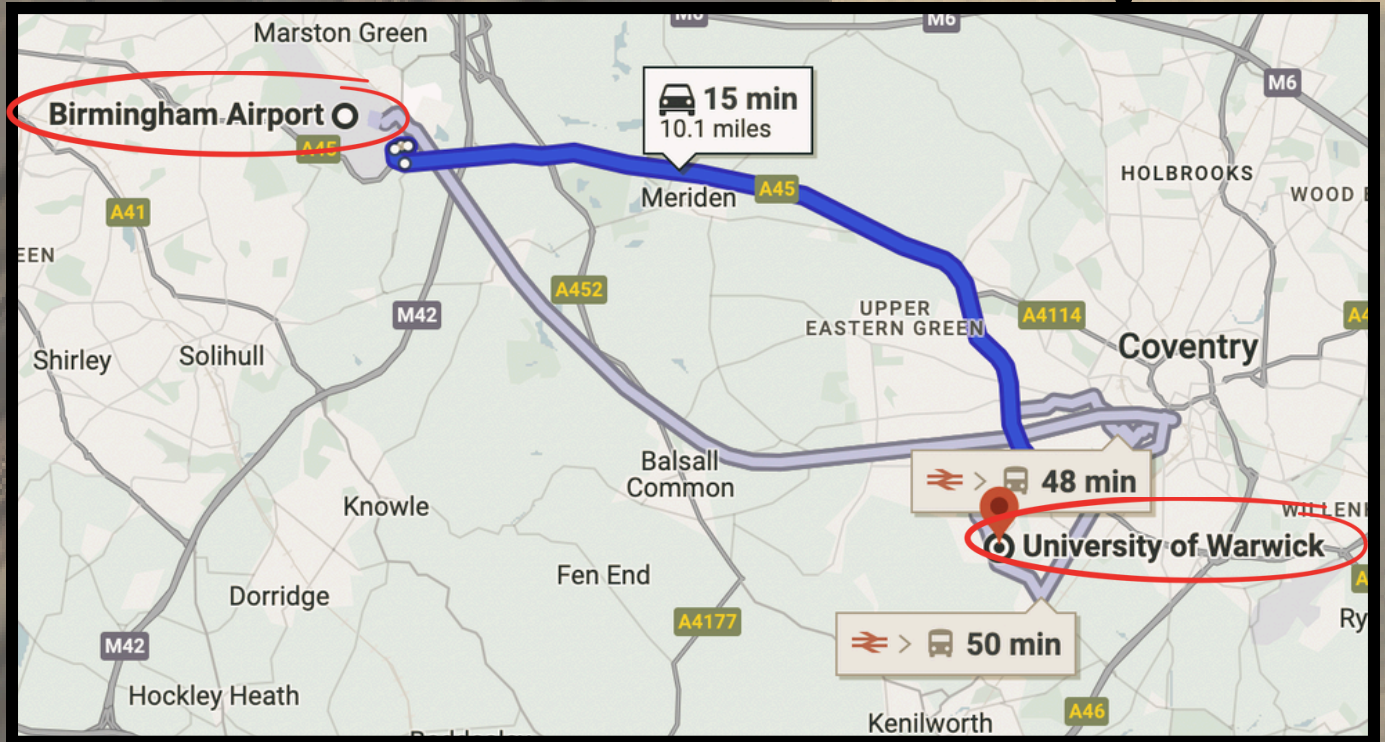 M6
M6
Marston Green
M6
15 min
10.1 miles
Birmingham Airport
A45
HOLBROOKS
Meriden
A45
WOOD
A41
EEN
A452
M42
UPPER
EASTERN GREEN
A4114
Coventry
Shirley
Solihull
Balsall
Common
48 min
Knowle
WILLENH
University of Warwick
Fen End
Dorridge
A4177
Ry
M42
50 min
Hockley Heath
A46
Kenilworth